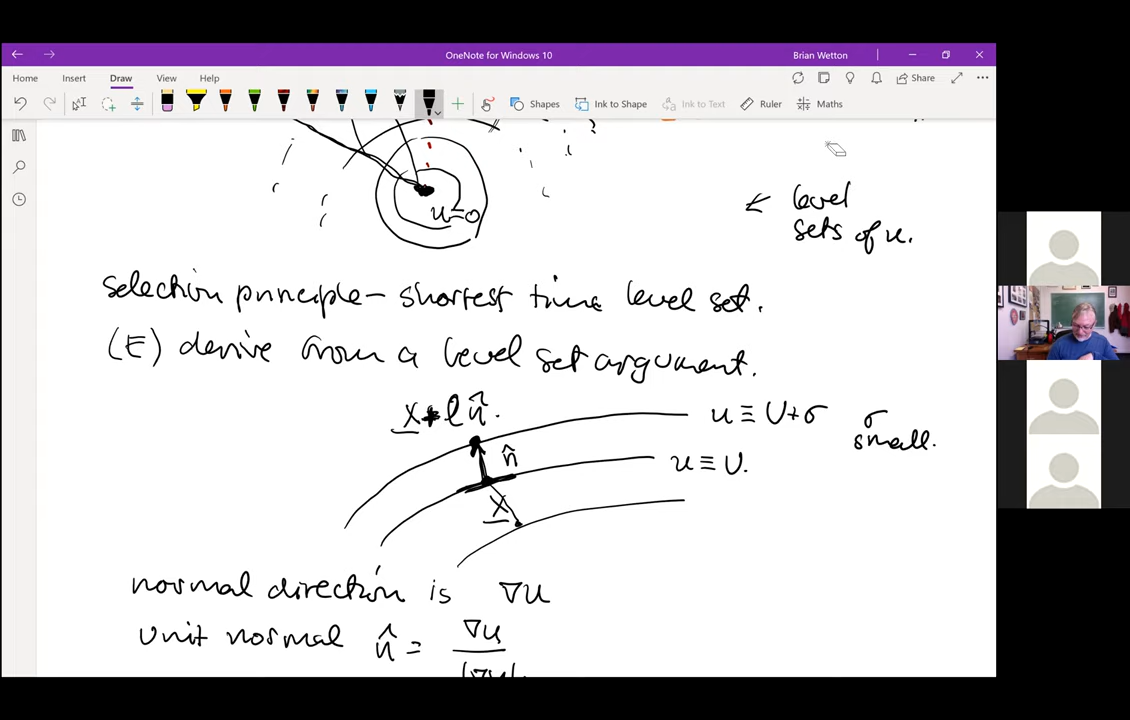 OneNote for Windows 10
Brian Wetton
Home Insert Draw View Help
Share
Shapes
Ink to Shape
Ink to Text
Ruler
Maths
u=0
← level
sets of u.
selection principle – shortest time level set.
(E) derive from a level set argument.
x + l n̂.
u ≡ U+σ
σ
small.
n̂
u ≡ U.
x
normal direction is ∇u
unit normal n̂ = ∇u
|∇u|